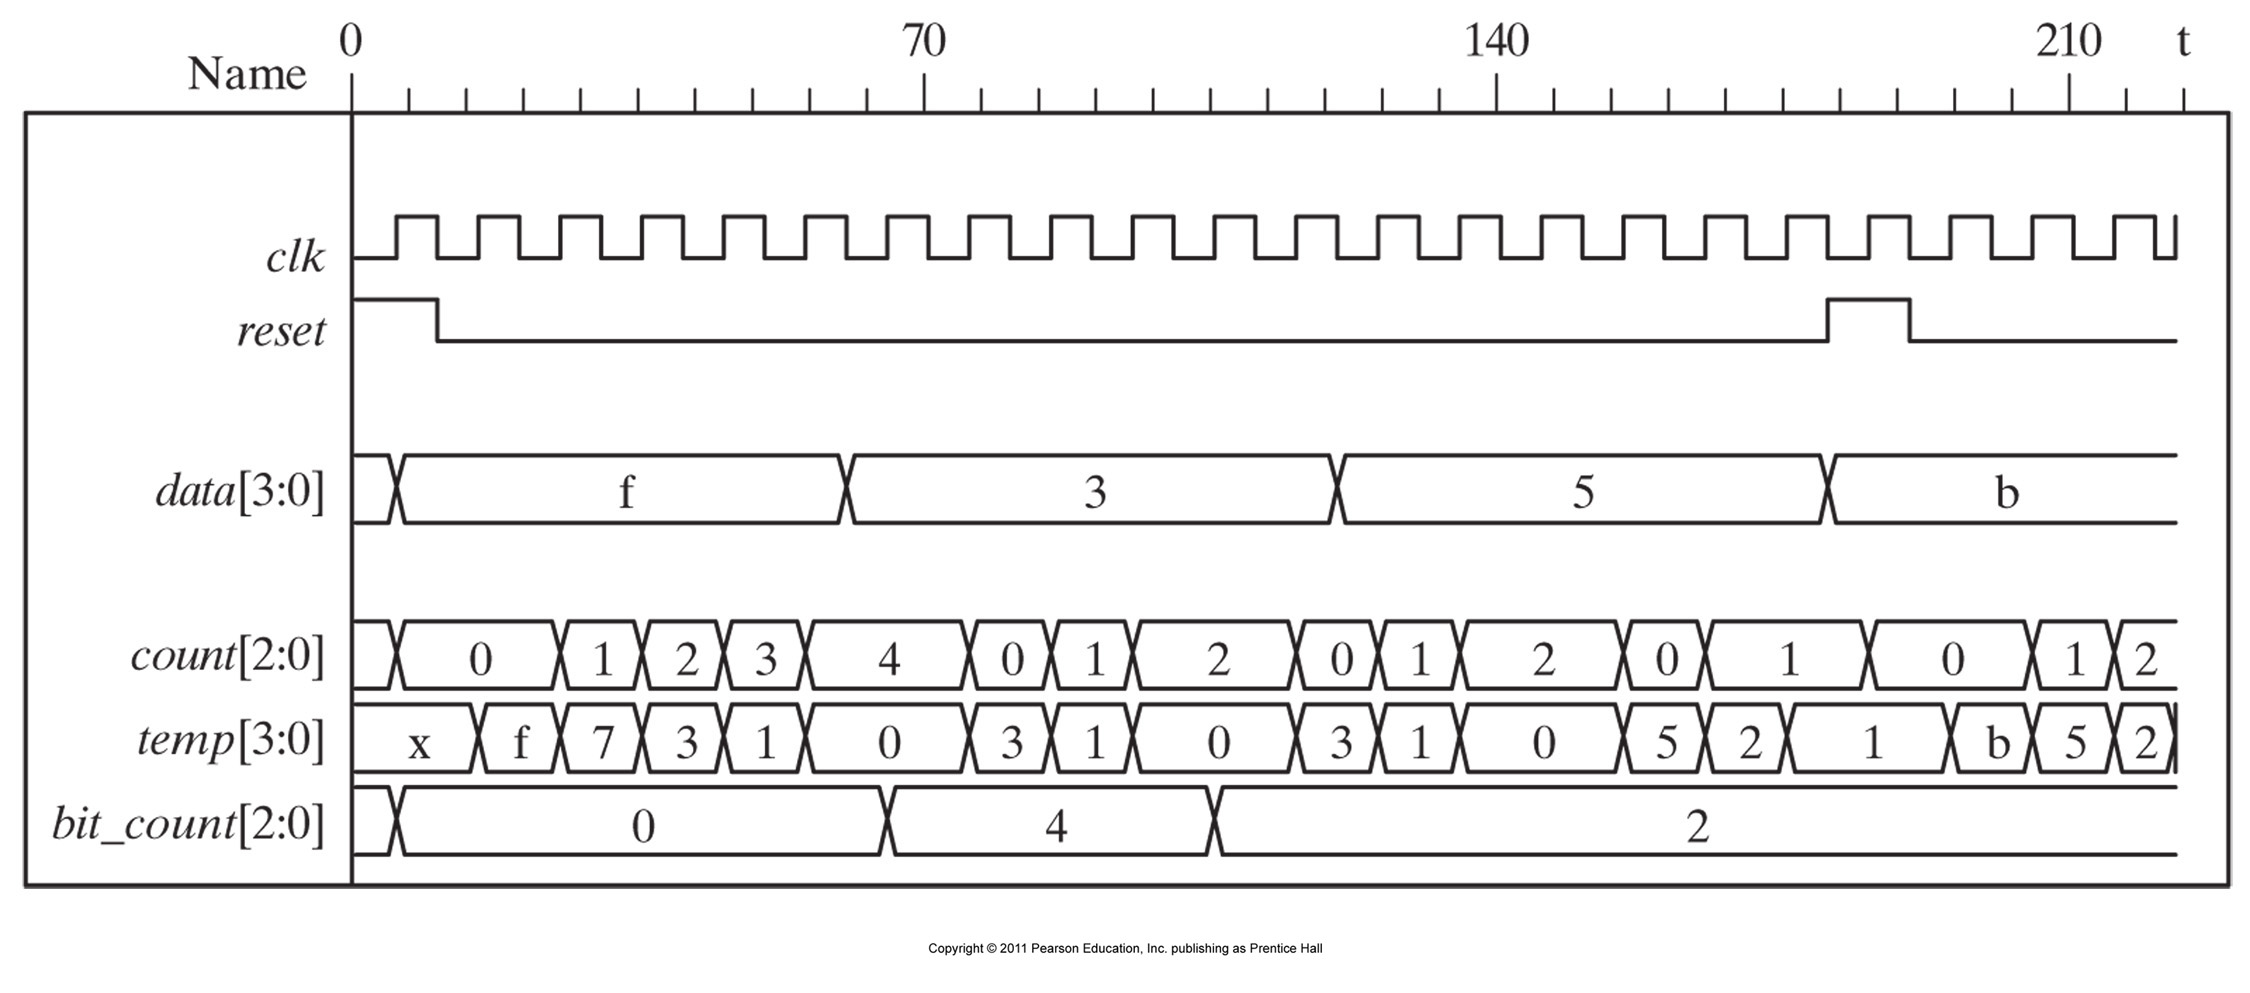 0 70 140 210 t
Name
clk
reset
data[3:0] f 3 5 b
count[2:0] 0 1 2 3 4 0 1 2 0 1 2 0 1 0 1 2
temp[3:0] x f 7 3 1 0 3 1 0 3 1 0 5 2 1 b 5 2
bit_count[2:0] 0 4 2
Copyright © 2011 Pearson Education, Inc. publishing as Prentice Hall